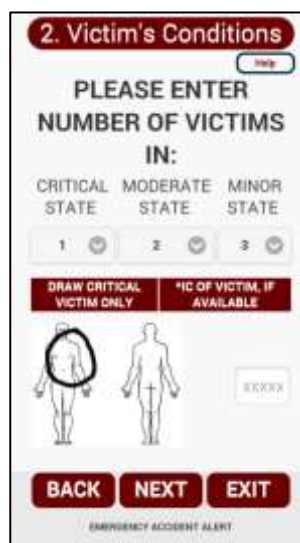 2. Victim's Conditions
Help
PLEASE ENTER
NUMBER OF VICTIMS
IN:
CRITICAL MODERATE MINOR
STATE STATE STATE
1 2 3
DRAW CRITICAL *IC OF VICTIM, IF
VICTIM ONLY AVAILABLE
XXXXX
BACK NEXT EXIT
EMERGENCY ACCIDENT ALERT